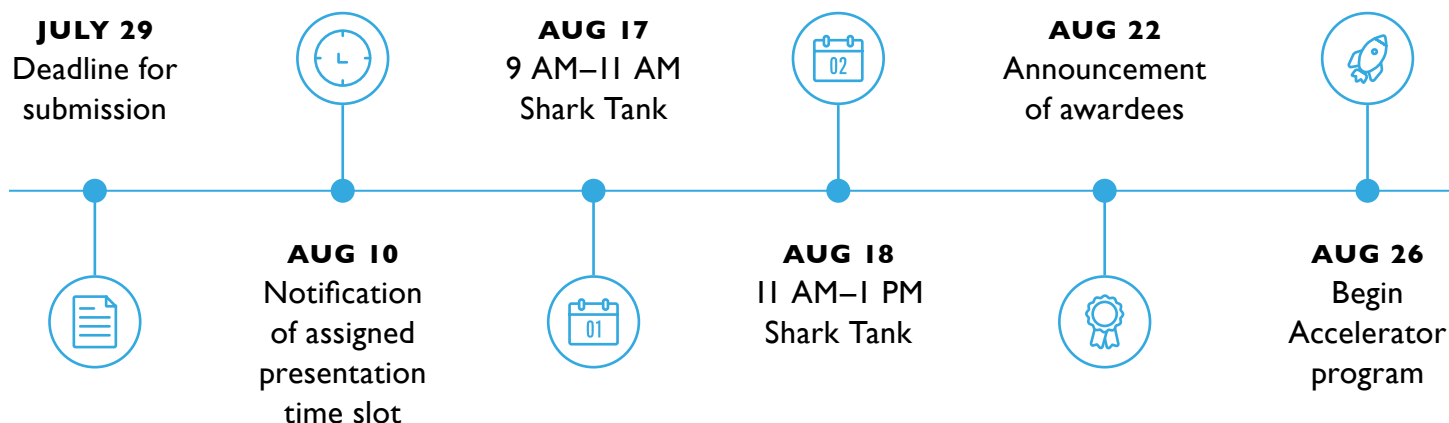 JULY 29
Deadline for
submission
AUG 10
Notification
of assigned
presentation
time slot
AUG 17
9 AM–11 AM
Shark Tank
01
AUG 18
11 AM–1 PM
Shark Tank
02
AUG 22
Announcement
of awardees
AUG 26
Begin
Accelerator
program